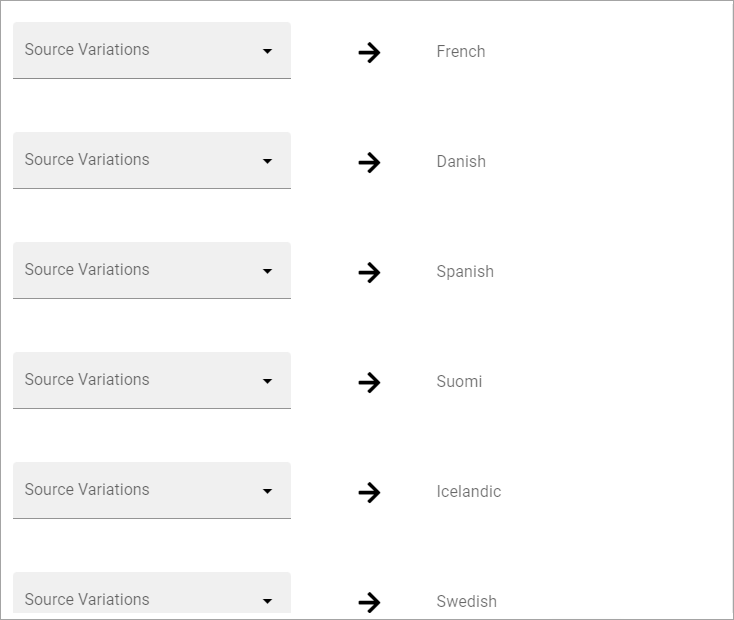 Source Variations French
Source Variations Danish
Source Variations Spanish
Source Variations Suomi
Source Variations Icelandic
Source Variations Swedish